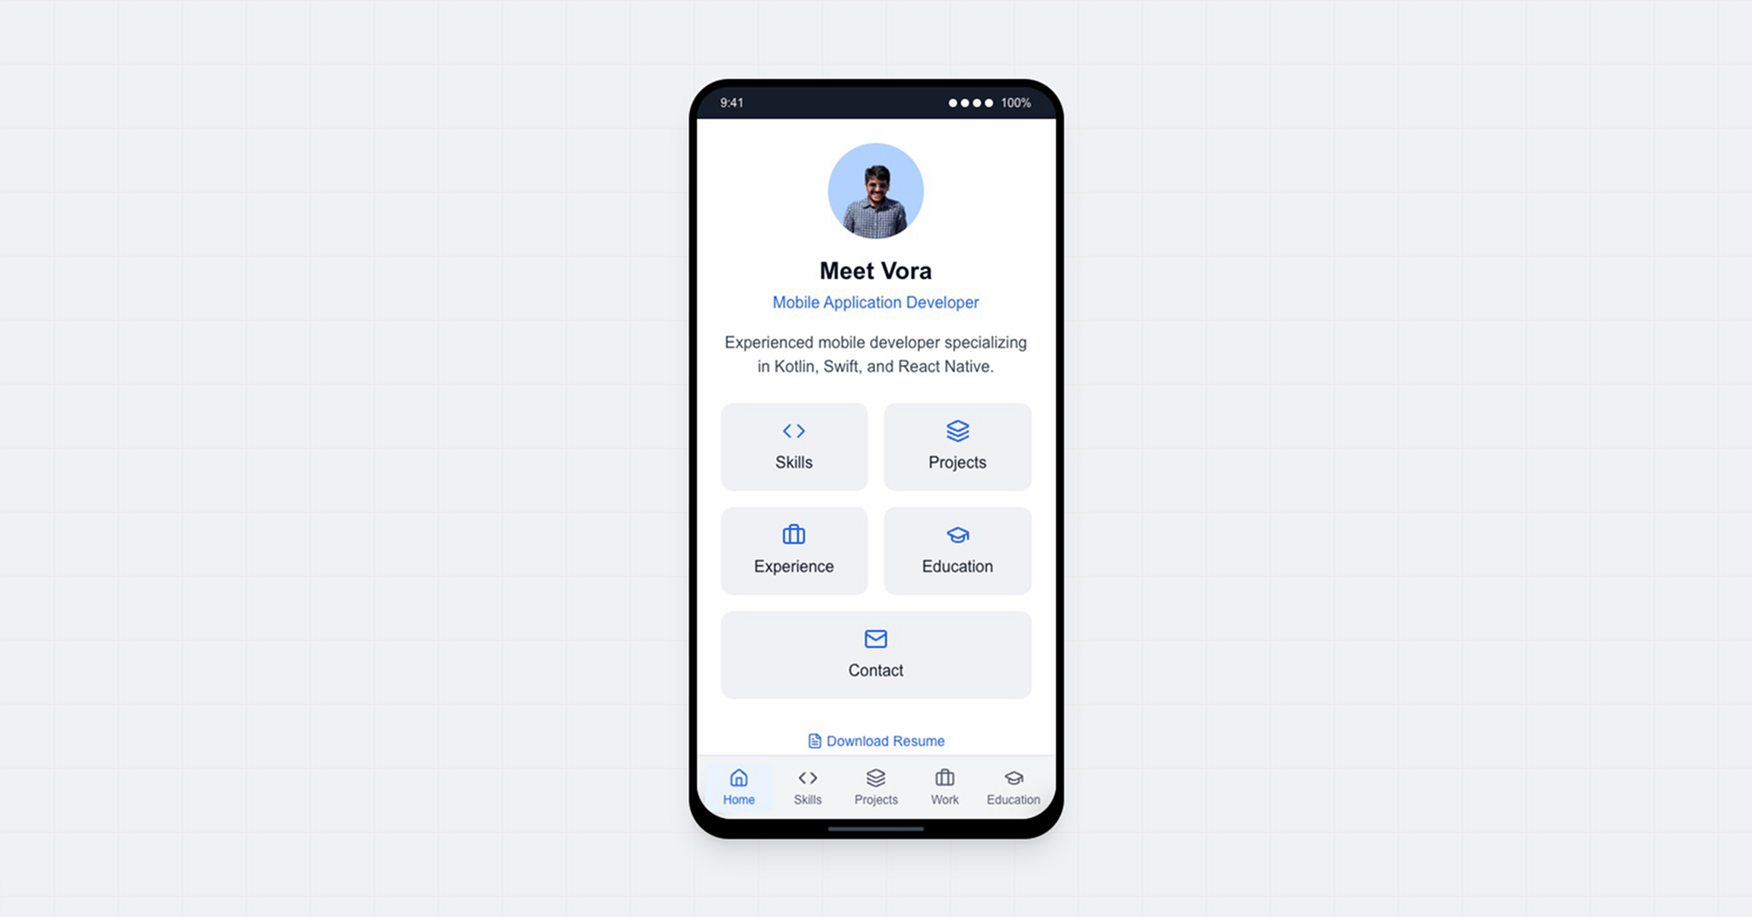 9:41
100%
Meet Vora
Mobile Application Developer
Experienced mobile developer specializing
in Kotlin, Swift, and React Native.
Skills
Projects
Experience
Education
Contact
Download Resume
Home
Skills
Projects
Work
Education